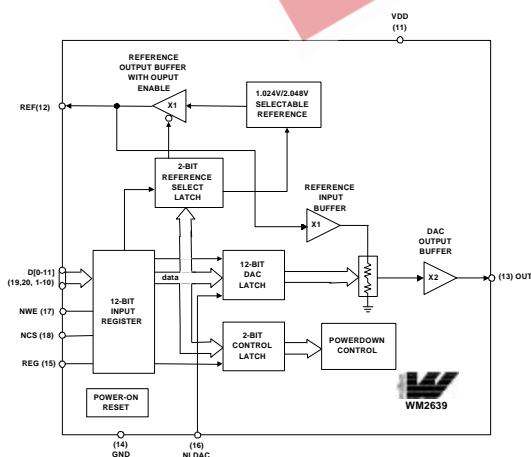 VDD
(11)
REFERENCE
OUTPUT BUFFER
WITH OUPUT
ENABLE
X1
1.024V/2.048V
SELECTABLE
REFERENCE
REF(12)
2-BIT
REFERENCE
SELECT
LATCH
REFERENCE
INPUT
BUFFER
X1
DAC
OUTPUT
BUFFER
X2
(13) OUT
D[0-11]
(19,20, 1-10)
data
12-BIT
DAC
LATCH
12-BIT
INPUT
REGISTER
NWE (17)
NCS (18)
REG (15)
2-BIT
CONTROL
LATCH
POWERDOWN
CONTROL
POWER-ON
RESET
WM2639
(14)
GND
(16)
NLDAC